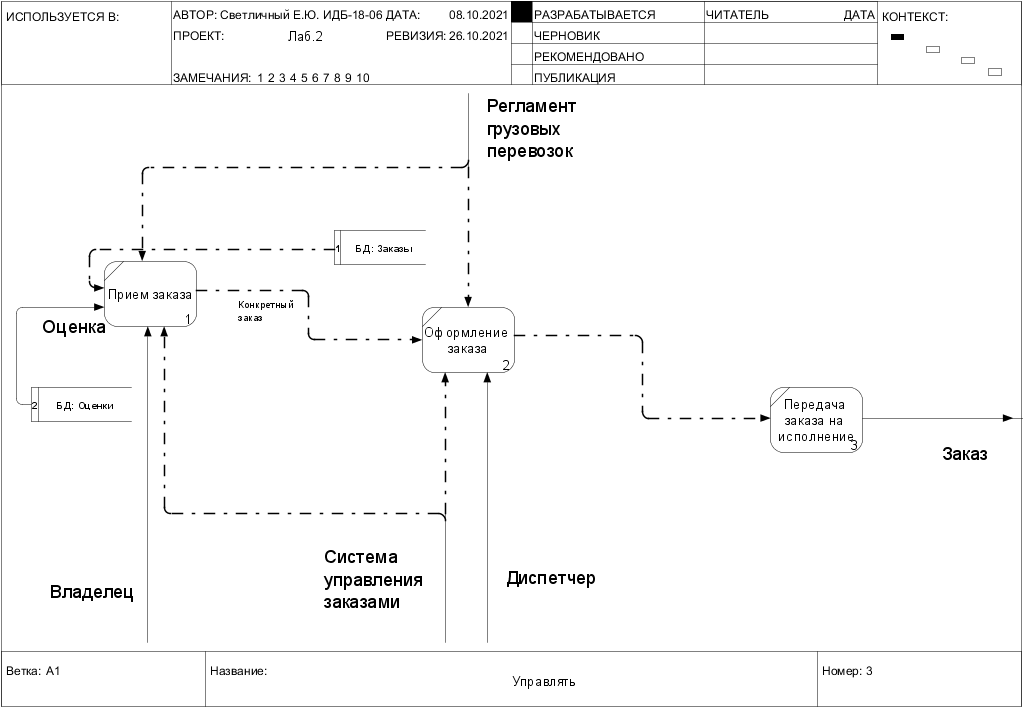 ИСПОЛЬЗУЕТСЯ В:
АВТОР: Светличный Е.Ю. ИДБ-18-06 ДАТА: 08.10.2021
РАЗРАБАТЫВАЕТСЯ
ЧИТАТЕЛЬ ДАТА
КОНТЕКСТ:
ПРОЕКТ: Лаб.2 РЕВИЗИЯ: 26.10.2021
ЧЕРНОВИК
РЕКОМЕНДОВАНО
ЗАМЕЧАНИЯ: 1 2 3 4 5 6 7 8 9 10
ПУБЛИКАЦИЯ
Регламент
грузовых
перевозок
1 БД: Заказы
Прием заказа
1
Конкретный
заказ
Оценка
Оформление
заказа
2
2 БД: Оценки
Передача
заказа на
исполнение
3
Заказ
Система
управления
заказами
Диспетчер
Владелец
Ветка: A1
Название:
Управлять
Номер: 3